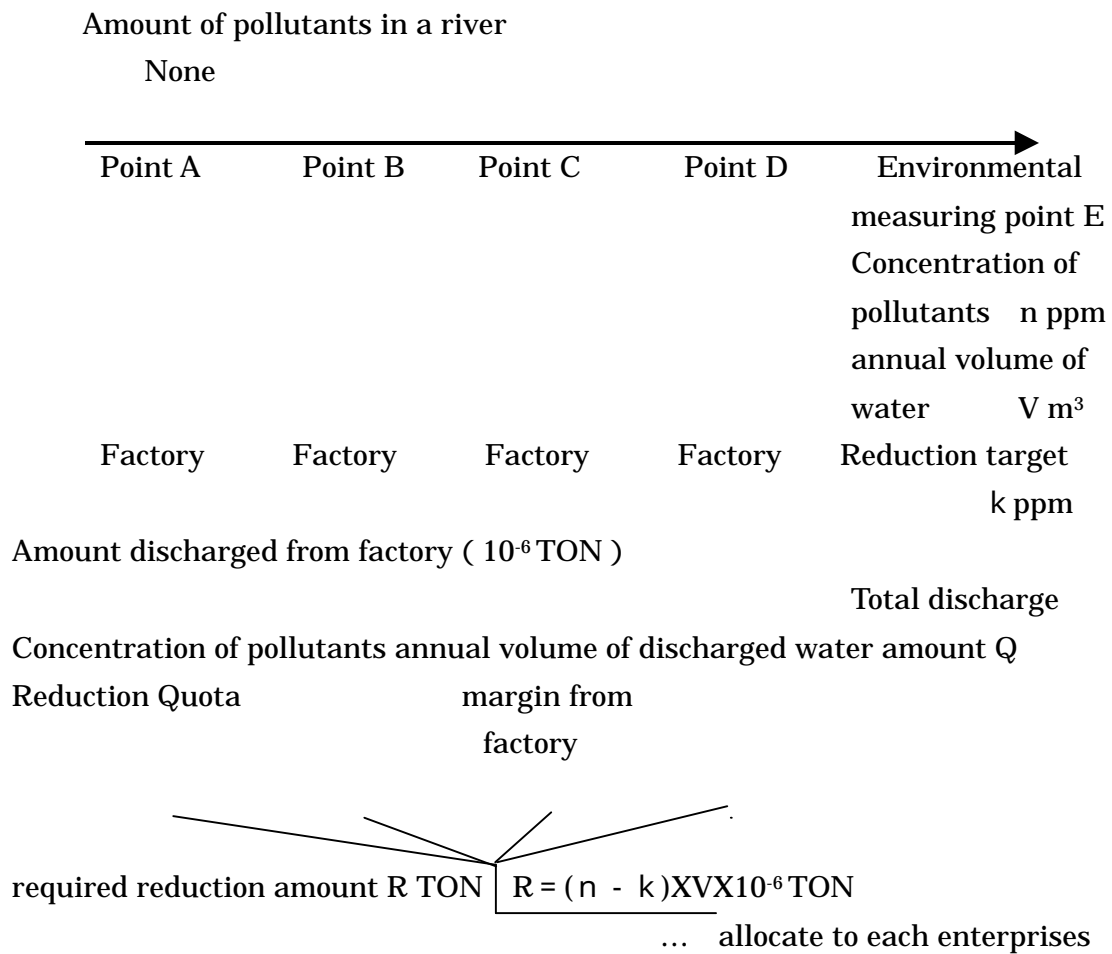 Amount of pollutants in a river
None
Point A Point B Point C Point D Environmental
measuring point E
Concentration of
pollutants n ppm
annual volume of
water V m³
Factory Factory Factory Factory Reduction target
k ppm
Amount discharged from factory ( 10⁻⁶ TON )
Total discharge
Concentration of pollutants annual volume of discharged water amount Q
Reduction Quota margin from
factory
required reduction amount R TON R = ( n - k )XVX10⁻⁶ TON
… allocate to each enterprises